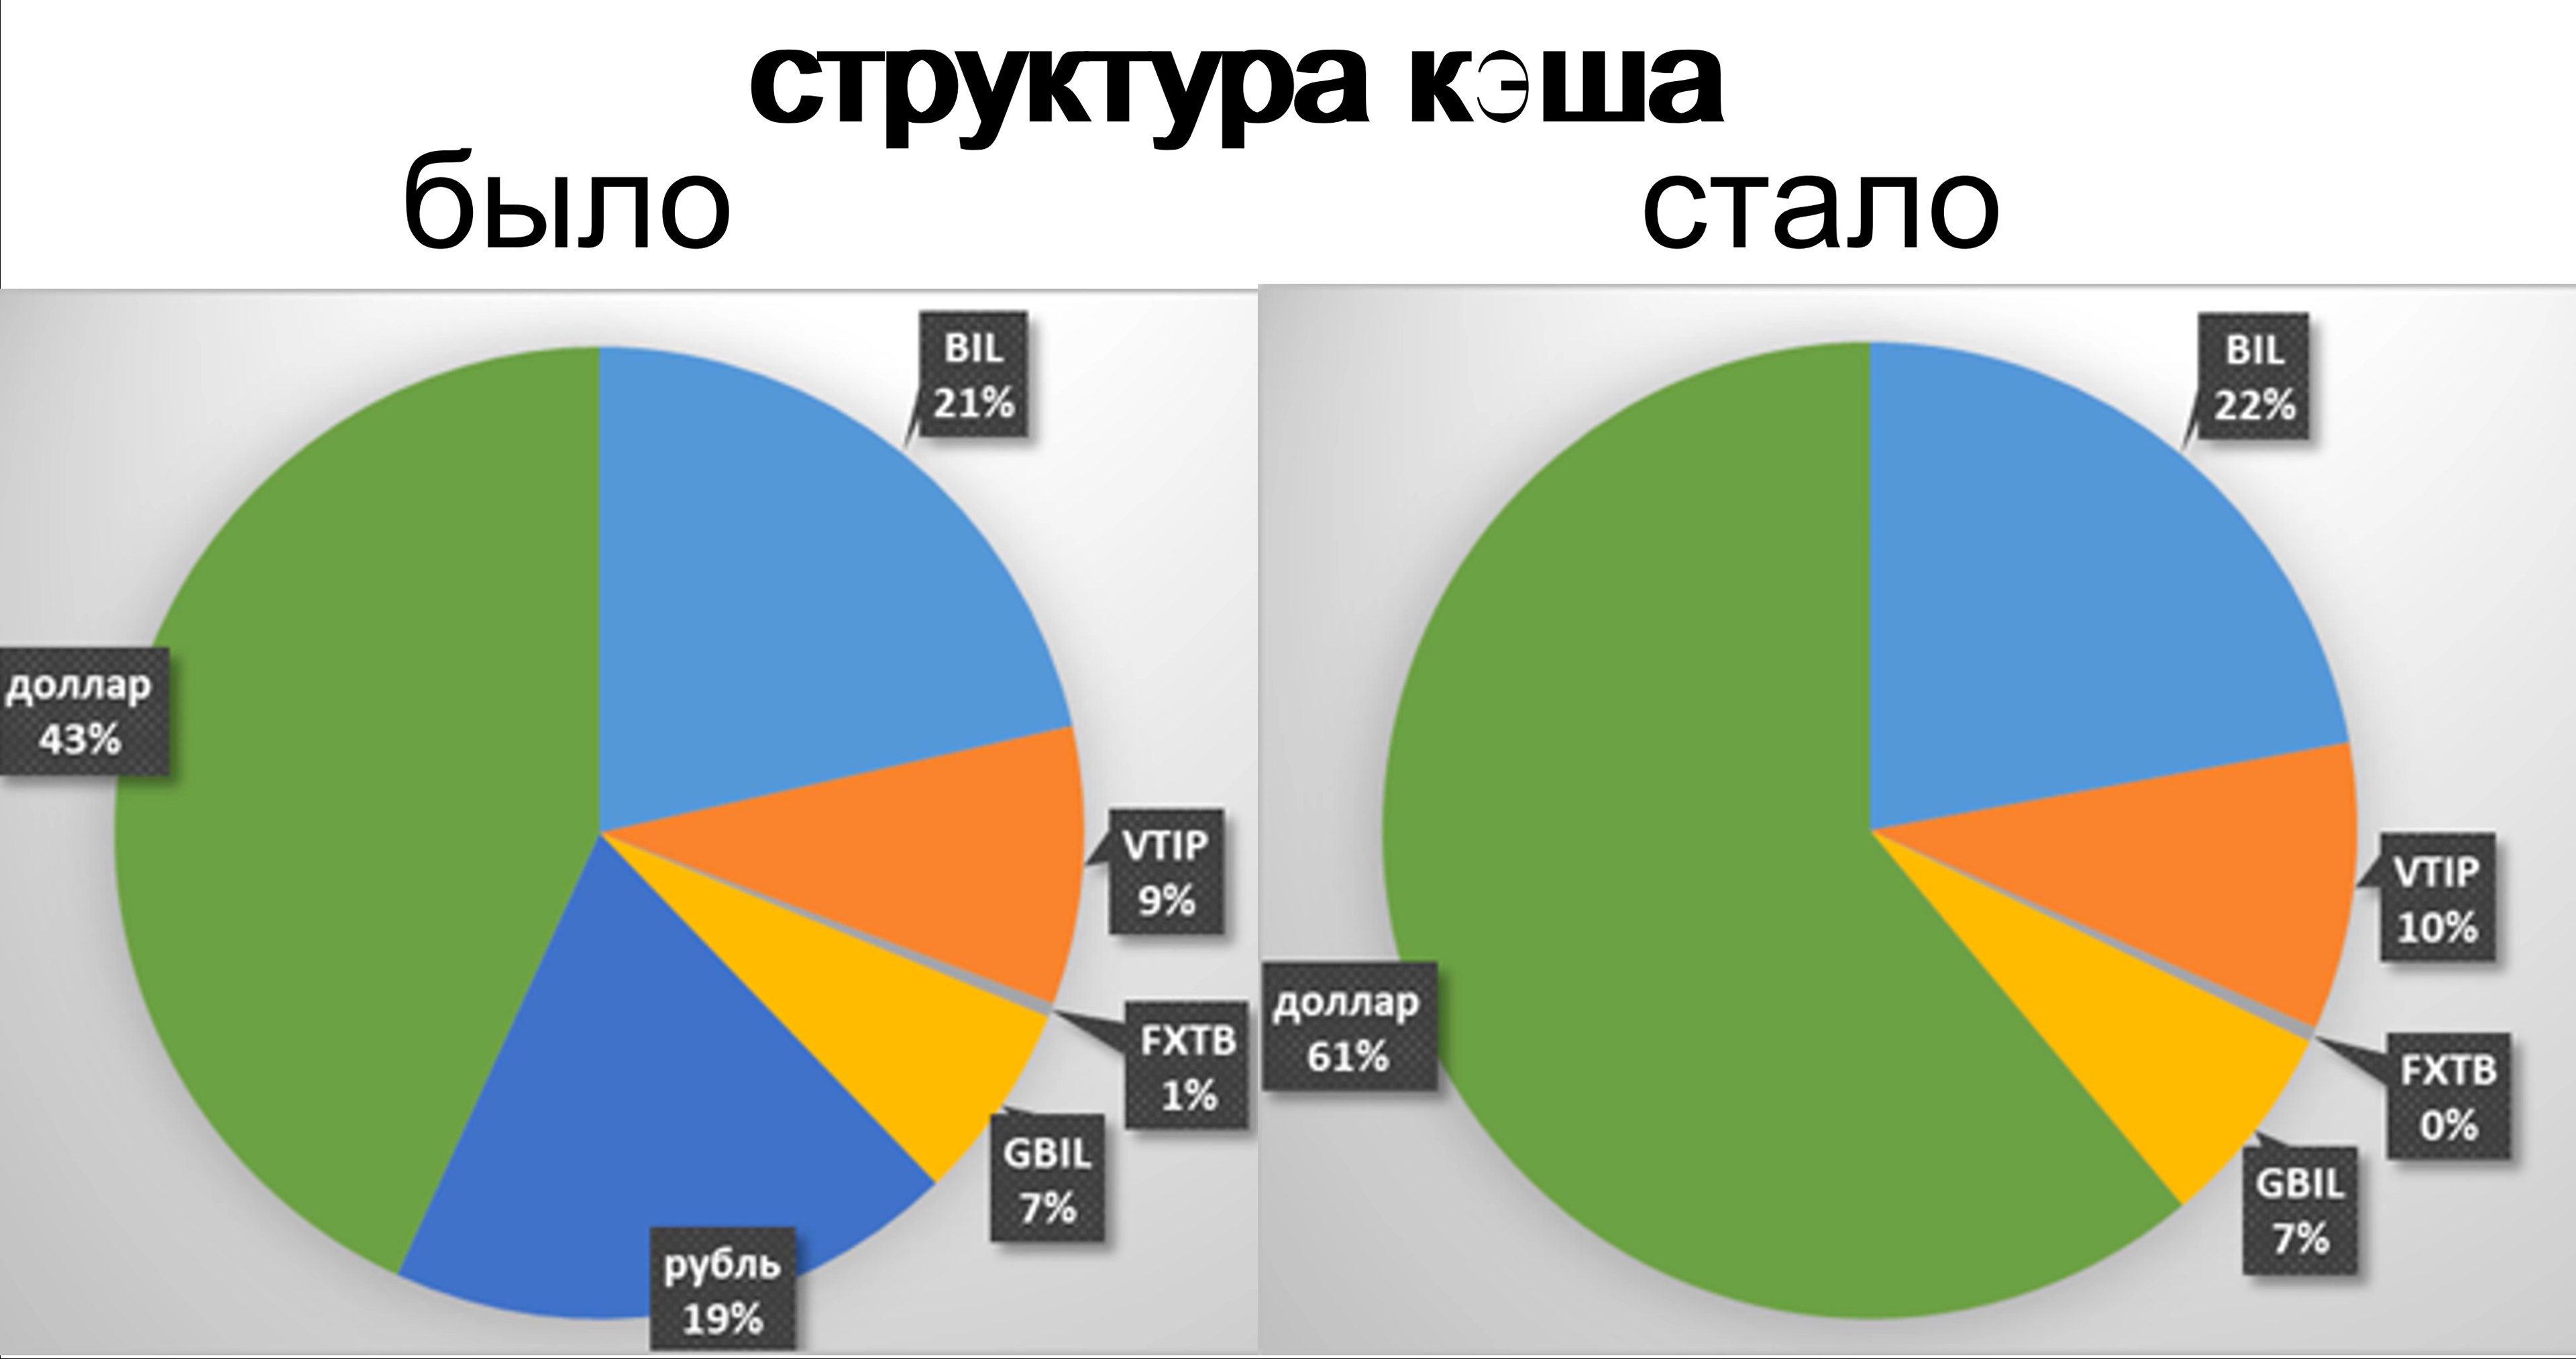 структура кэша
было
стало
BIL
21%
VTIP
9%
FXTB
1%
GBIL
7%
рубль
19%
доллар
43%
BIL
22%
VTIP
10%
FXTB
0%
GBIL
7%
доллар
61%